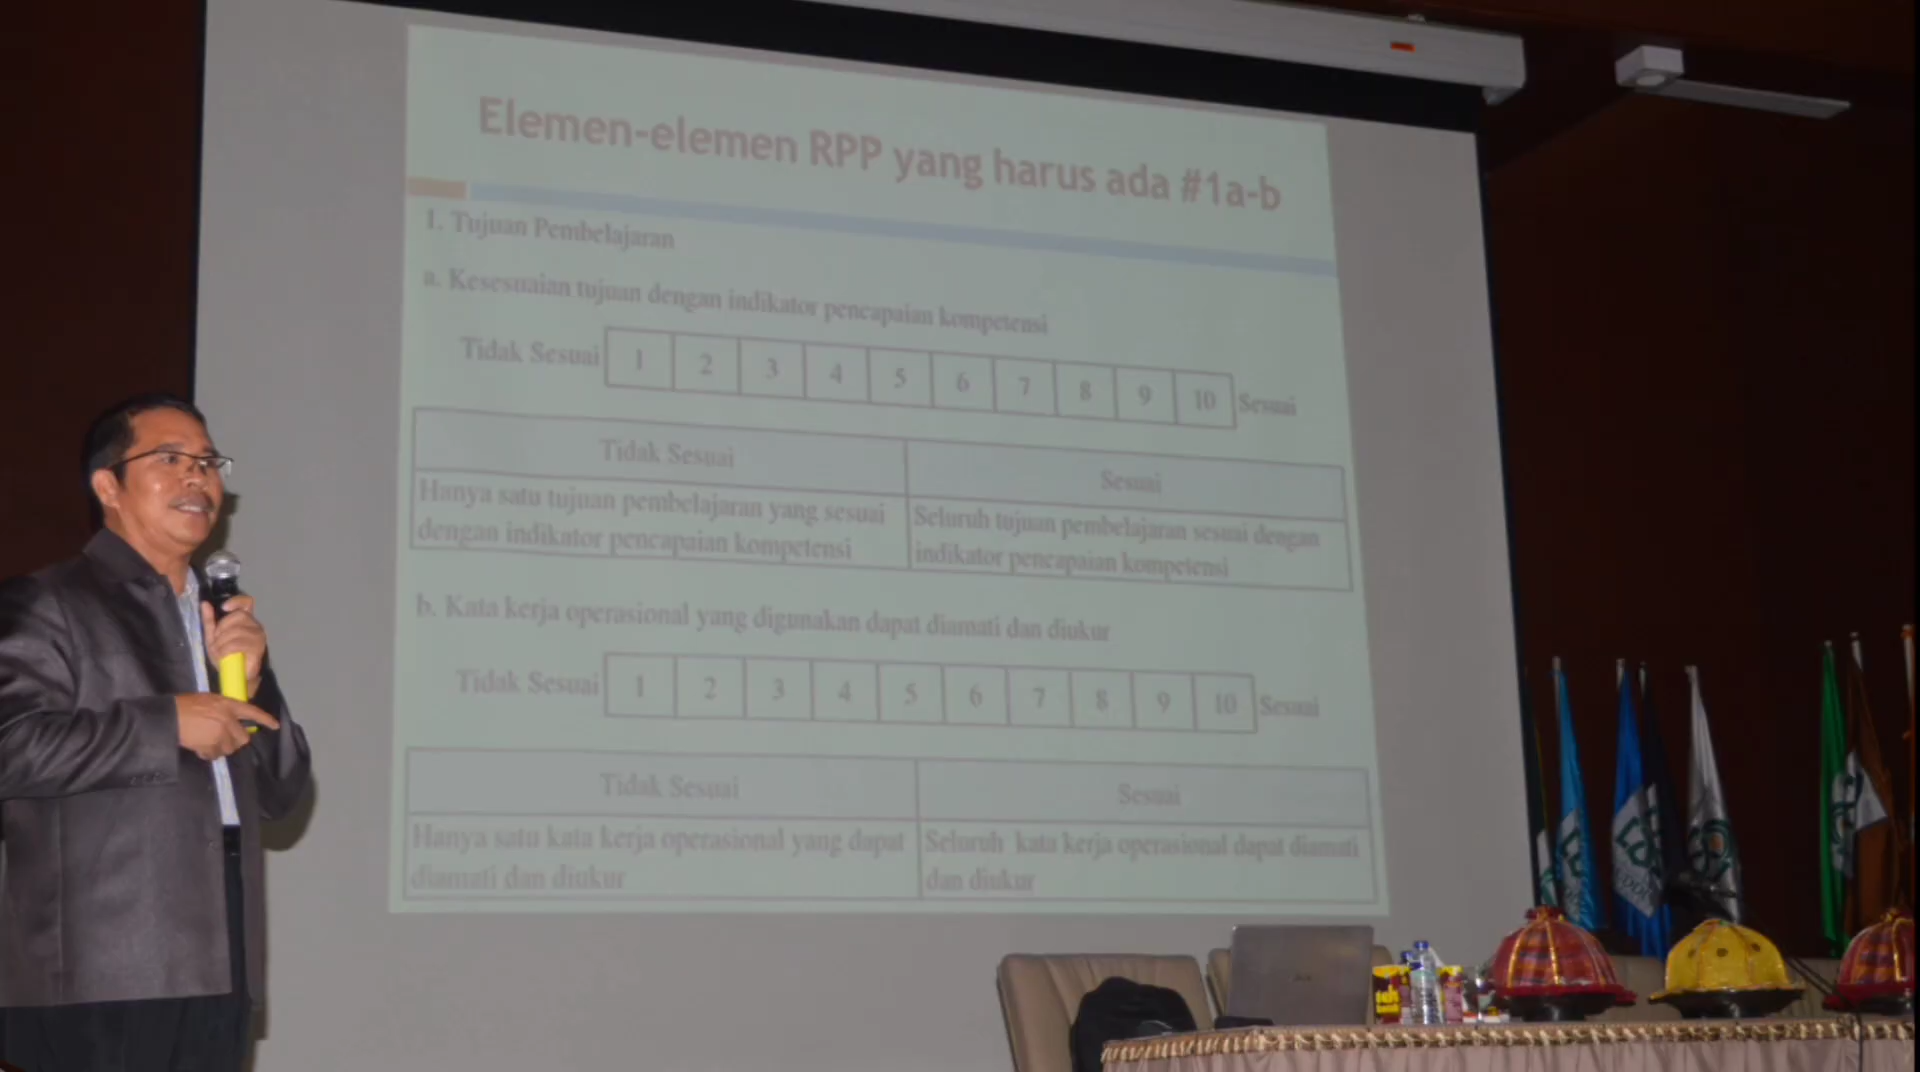 Elemen-elemen RPP yang harus ada #1a-b
1. Tujuan Pembelajaran
a. Kesesuaian tujuan dengan indikator pencapaian kompetensi
Tidak Sesuai 1 2 3 4 5 6 7 8 9 10 Sesuai
Tidak Sesuai Sesuai
Hanya satu tujuan pembelajaran yang sesuai
dengan indikator pencapaian kompetensi
Seluruh tujuan pembelajaran sesuai dengan
indikator pencapaian kompetensi
b. Kata kerja operasional yang digunakan dapat diamati dan diukur
Tidak Sesuai 1 2 3 4 5 6 7 8 9 10 Sesuai
Tidak Sesuai Sesuai
Hanya satu kata kerja operasional yang dapat
diamati dan diukur
Seluruh kata kerja operasional dapat diamati
dan diukur